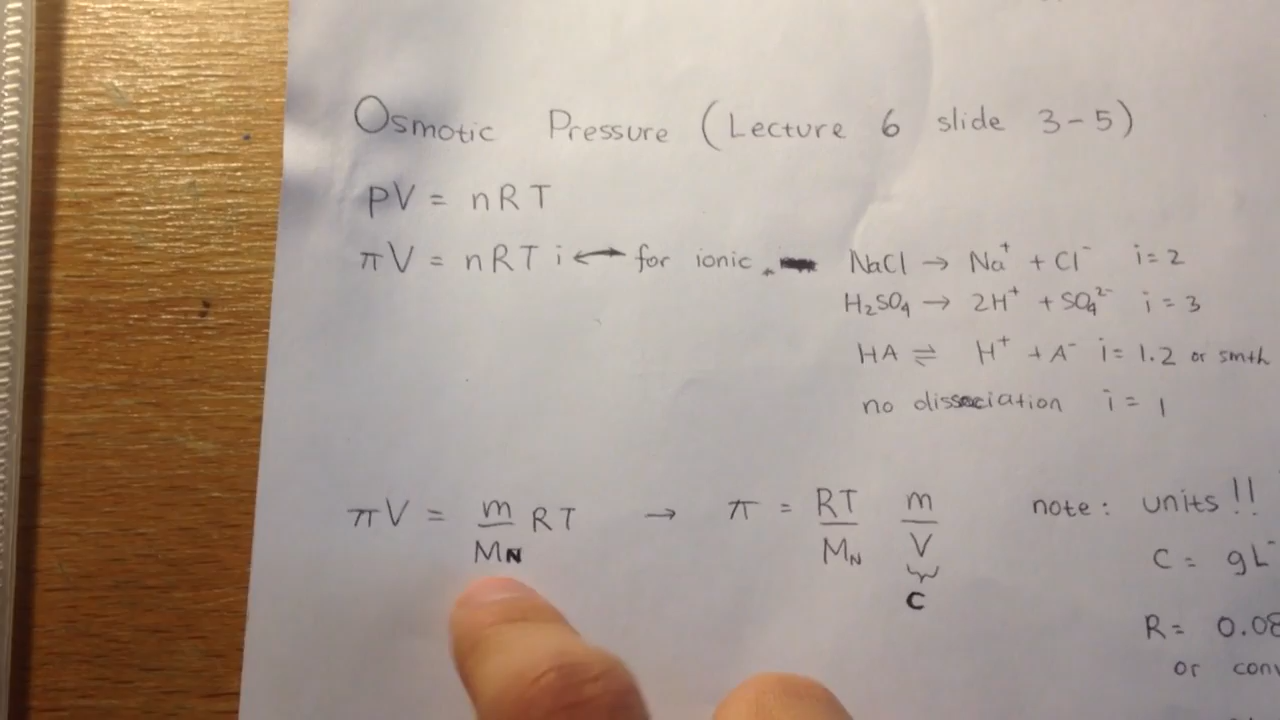 Osmotic Pressure (Lecture 6 slide 3-5)
PV = nRT
πV = nRT i ← for ionic. NaCl → Na⁺ + Cl⁻ i = 2
H₂SO₄ → 2H⁺ + SO₄²⁻ i = 3
HA ⇌ H⁺ + A⁻ i = 1.2 or smth
no dissociation i = 1
πV = m/MN RT → π = RT/MN m/V note: units!!
C C = gL⁻
R = 0.08
or conv